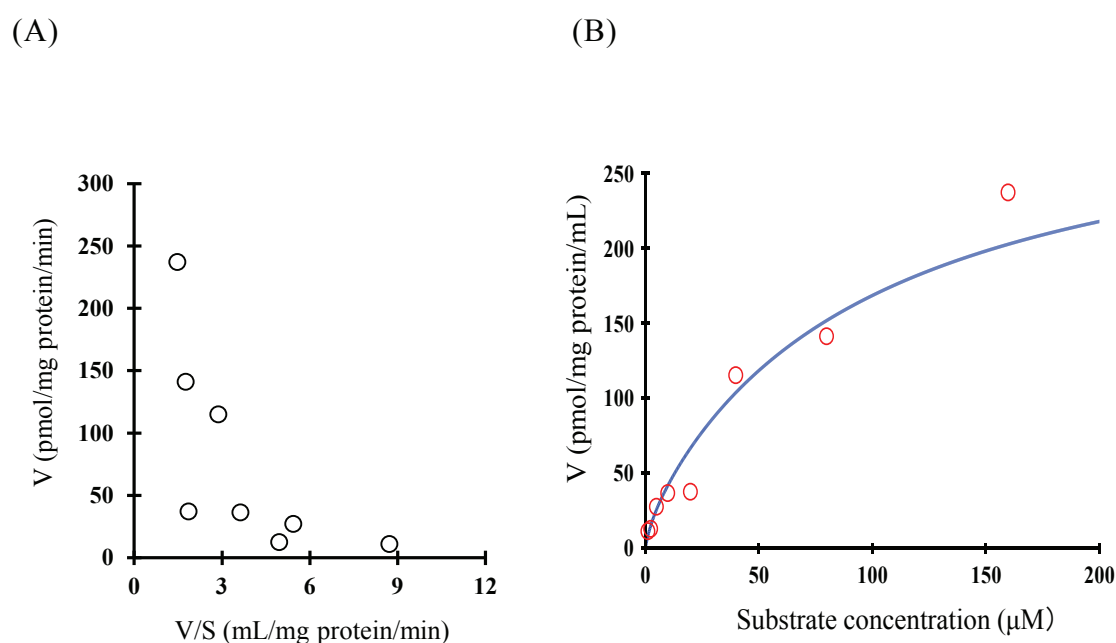 (A)
(B)
V (pmol/mg protein/min)
300
250
200
150
100
50
0
0 3 6 9 12
V/S (mL/mg protein/min)
V (pmol/mg protein/mL)
250
200
150
100
50
0
0 50 100 150 200
Substrate concentration (μM)